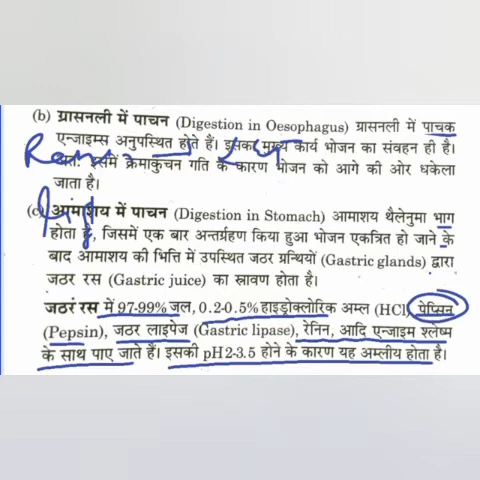 (b) ग्रासनली में पाचन (Digestion in Oesophagus) ग्रासनली में पाचक
एन्जाइम्स अनुपस्थित होते हैं। इसका मुख्य कार्य भोजन का संवहन ही है।
अतः इसमें क्रमाकुंचन गति के कारण भोजन को आगे की ओर धकेला
जाता है।
(c) आमाशय में पाचन (Digestion in Stomach) आमाशय थैलेनुमा भाग
होता है, जिसमें एक बार अन्तर्ग्रहण किया हुआ भोजन एकत्रित हो जाने के
बाद आमाशय की भित्ति में उपस्थित जठर ग्रन्थियों (Gastric glands) द्वारा
जठर रस (Gastric juice) का स्रावण होता है।
जठर रस में 97-99% जल, 0.2-0.5% हाइड्रोक्लोरिक अम्ल (HCl) पेप्सिन
(Pepsin), जठर लाइपेज (Gastric lipase), रेनिन, आदि एन्जाइम श्लेष्म
के साथ पाए जाते हैं। इसकी pH2-3.5 होने के कारण यह अम्लीय होता है।